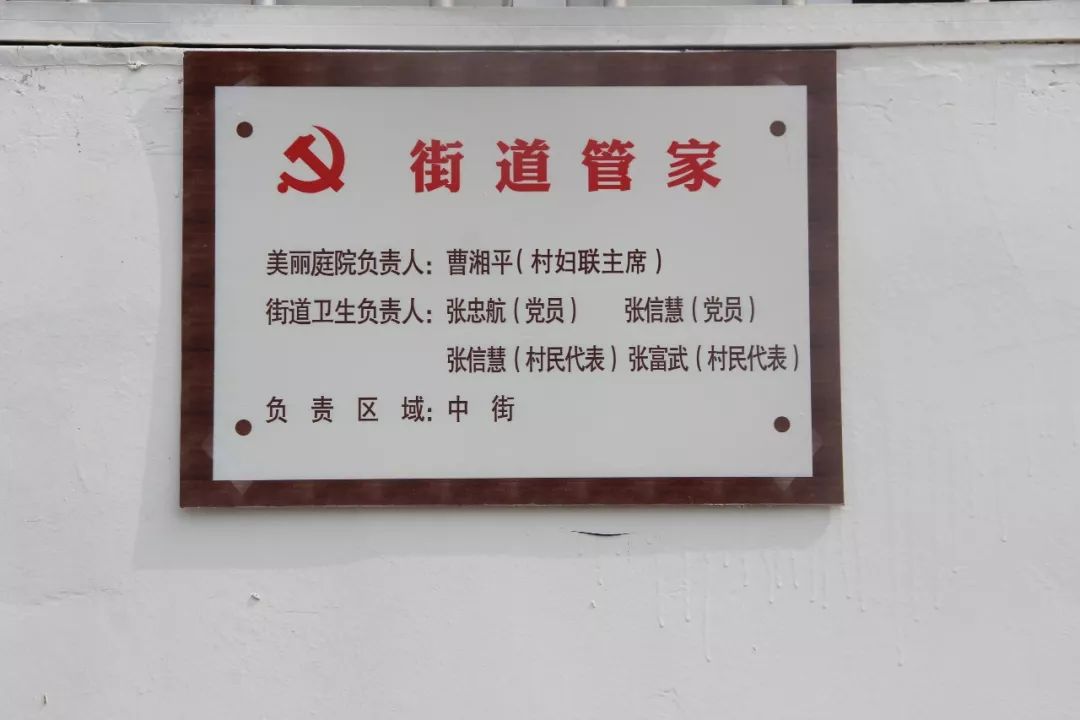 街道管家
美丽庭院负责人：曹湘平（村妇联主席）
街道卫生负责人：张忠航（党员） 张信慧（党员）
张信慧（村民代表）张富武（村民代表）
负责区域：中街